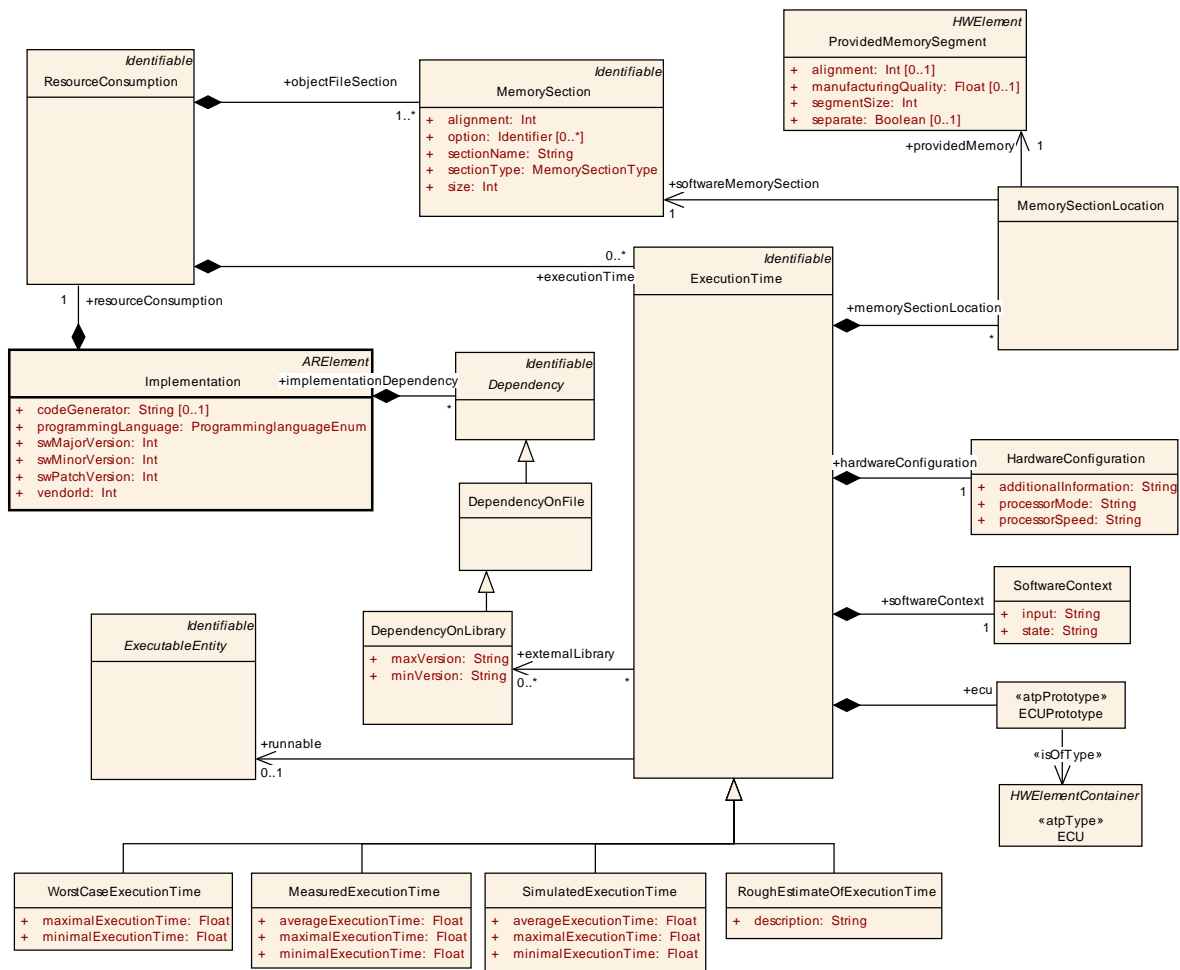 Identifiable
ResourceConsumption
+objectFileSection
1..*
Identifiable
MemorySection
+ alignment: Int
+ option: Identifier [0..*]
+ sectionName: String
+ sectionType: MemorySectionType
+ size: Int
HWElement
ProvidedMemorySegment
+ alignment: Int [0..1]
+ manufacturingQuality: Float [0..1]
+ segmentSize: Int
+ separate: Boolean [0..1]
+providedMemory
1
+softwareMemorySection
1
MemorySectionLocation
0..*
+executionTime
Identifiable
ExecutionTime
+memorySectionLocation
*
1
+resourceConsumption
ARElement
Implementation
+ codeGenerator: String [0..1]
+ programmingLanguage: ProgramminglanguageEnum
+ swMajorVersion: Int
+ swMinorVersion: Int
+ swPatchVersion: Int
+ vendorId: Int
+implementationDependency
*
Identifiable
Dependency
DependencyOnFile
+hardwareConfiguration
1
HardwareConfiguration
+ additionalInformation: String
+ processorMode: String
+ processorSpeed: String
+softwareContext
1
SoftwareContext
+ input: String
+ state: String
Identifiable
ExecutableEntity
DependencyOnLibrary
+ maxVersion: String
+ minVersion: String
+externalLibrary
0..*
*
+ecu
«atpPrototype»
ECUPrototype
+runnable
0..1
«isOfType»
HWElementContainer
«atpType»
ECU
WorstCaseExecutionTime
+ maximalExecutionTime: Float
+ minimalExecutionTime: Float
MeasuredExecutionTime
+ averageExecutionTime: Float
+ maximalExecutionTime: Float
+ minimalExecutionTime: Float
SimulatedExecutionTime
+ averageExecutionTime: Float
+ maximalExecutionTime: Float
+ minimalExecutionTime: Float
RoughEstimateOfExecutionTime
+ description: String